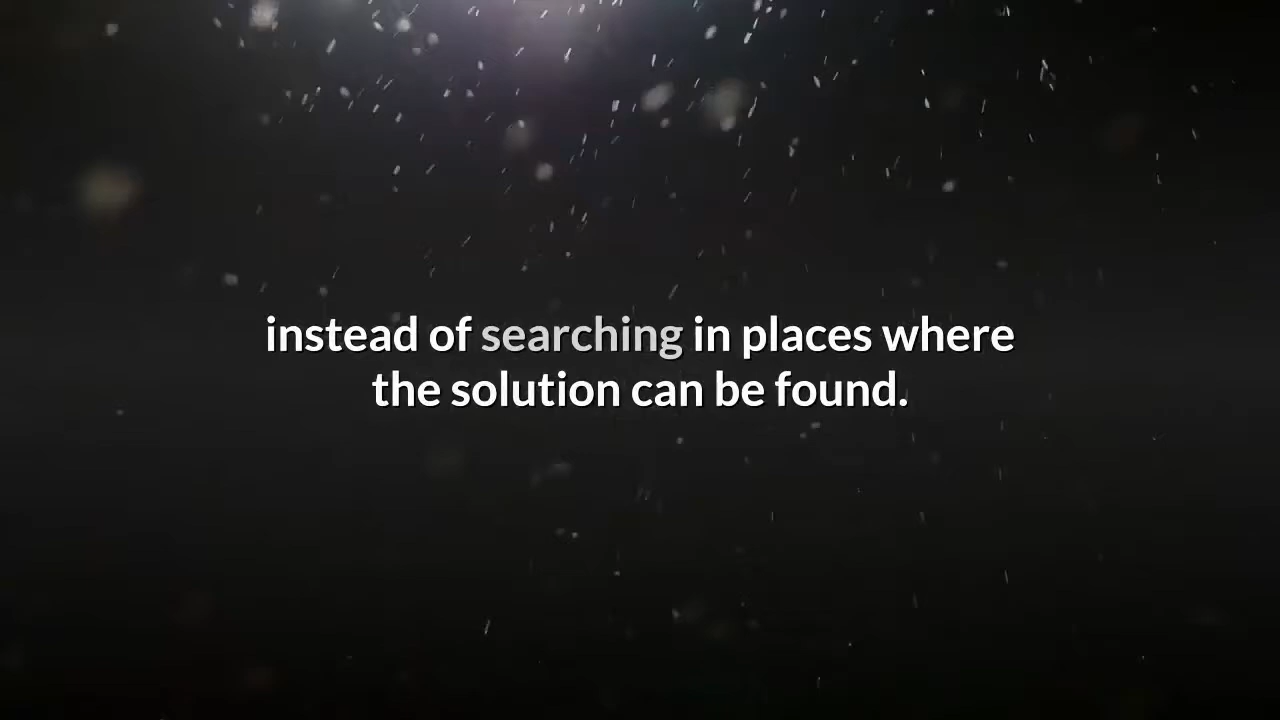 instead of searching in places where
the solution can be found.